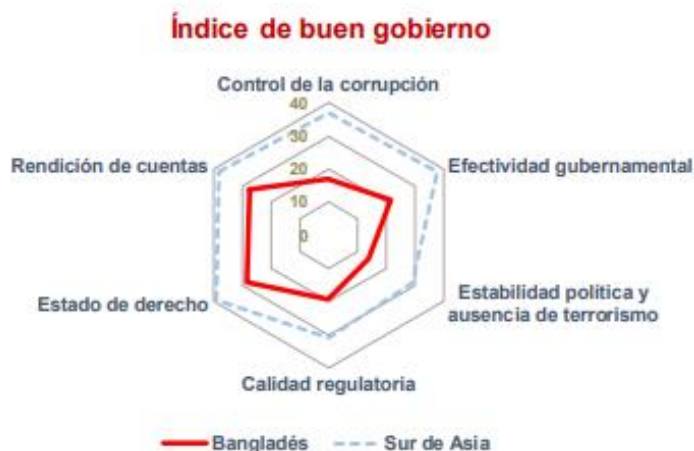 Índice de buen gobierno
Control de la corrupción
40
30
20
10
0
Rendición de cuentas
Efectividad gubernamental
Estado de derecho
Estabilidad política y
ausencia de terrorismo
Calidad regulatoria
Bangladés
Sur de Asia